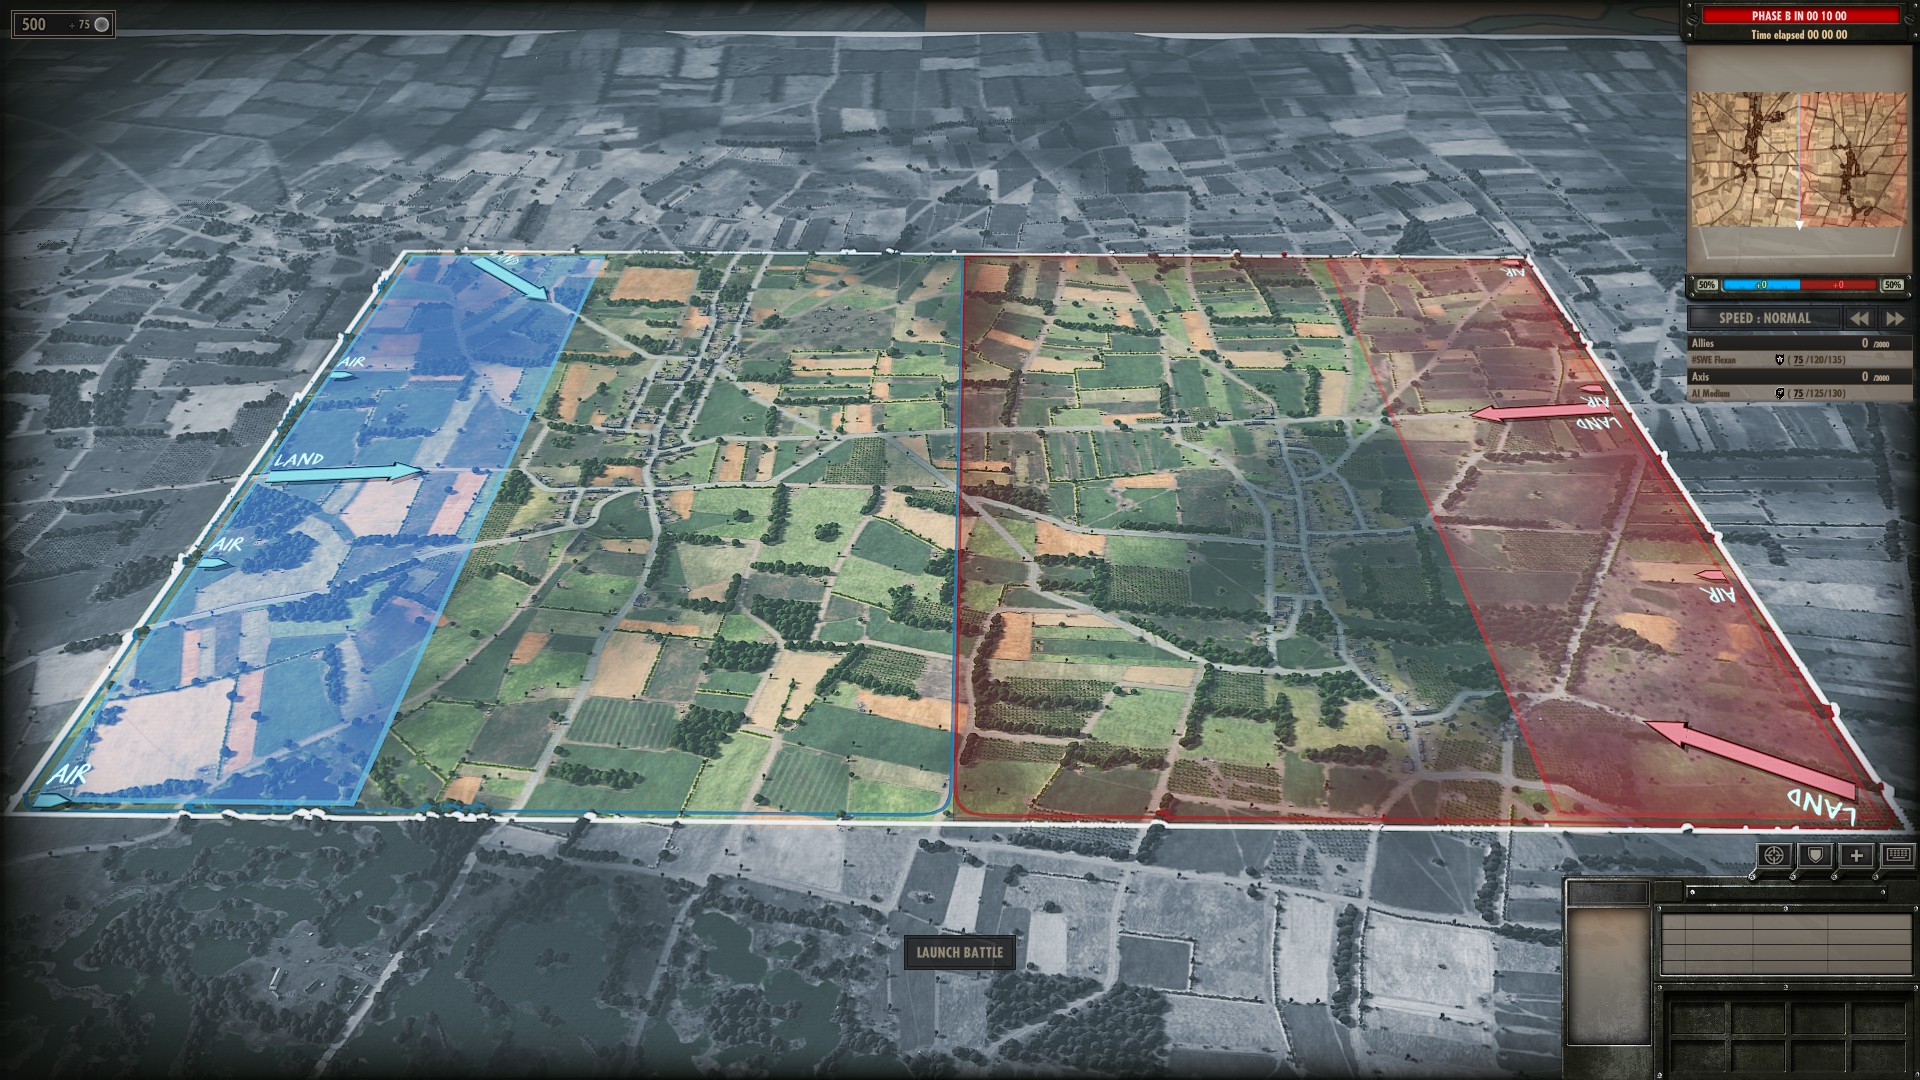 500 + 75
PHASE B IN 00 10 00
Time elapsed 00 00 00
50% +0 +0 50%
SPEED : NORMAL
Allies 0 /2000
#SWE Flexan ( 75 /120/135)
Axis 0 /2000
AI Medium ( 75 /125/130)
AIR
AIR
LAND
AIR
LAND
LAND
AIR
AIR
AIR
LAND
LAUNCH BATTLE